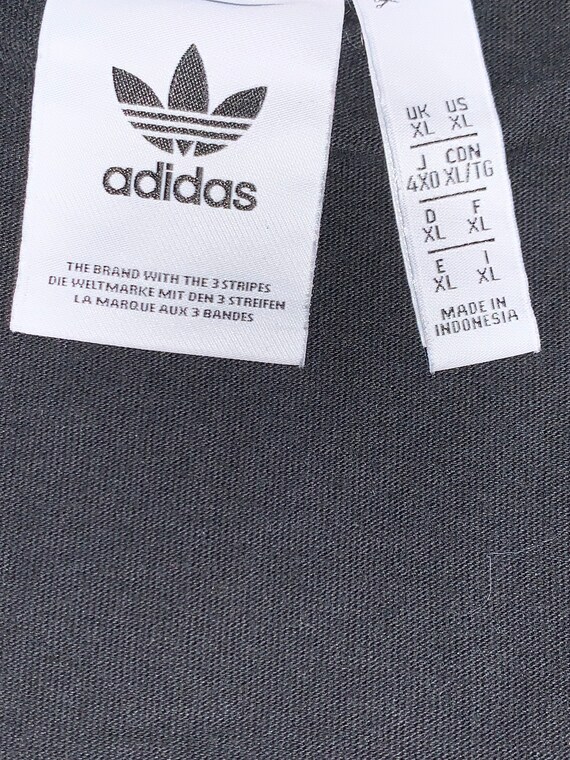 adidas
THE BRAND WITH THE 3 STRIPES
DIE WELTMARKE MIT DEN 3 STREIFEN
LA MARQUE AUX 3 BANDES
UK US
XL XL
J CDN
4XO XL/TG
D F
XL XL
E I
XL XL
MADE IN
INDONESIA